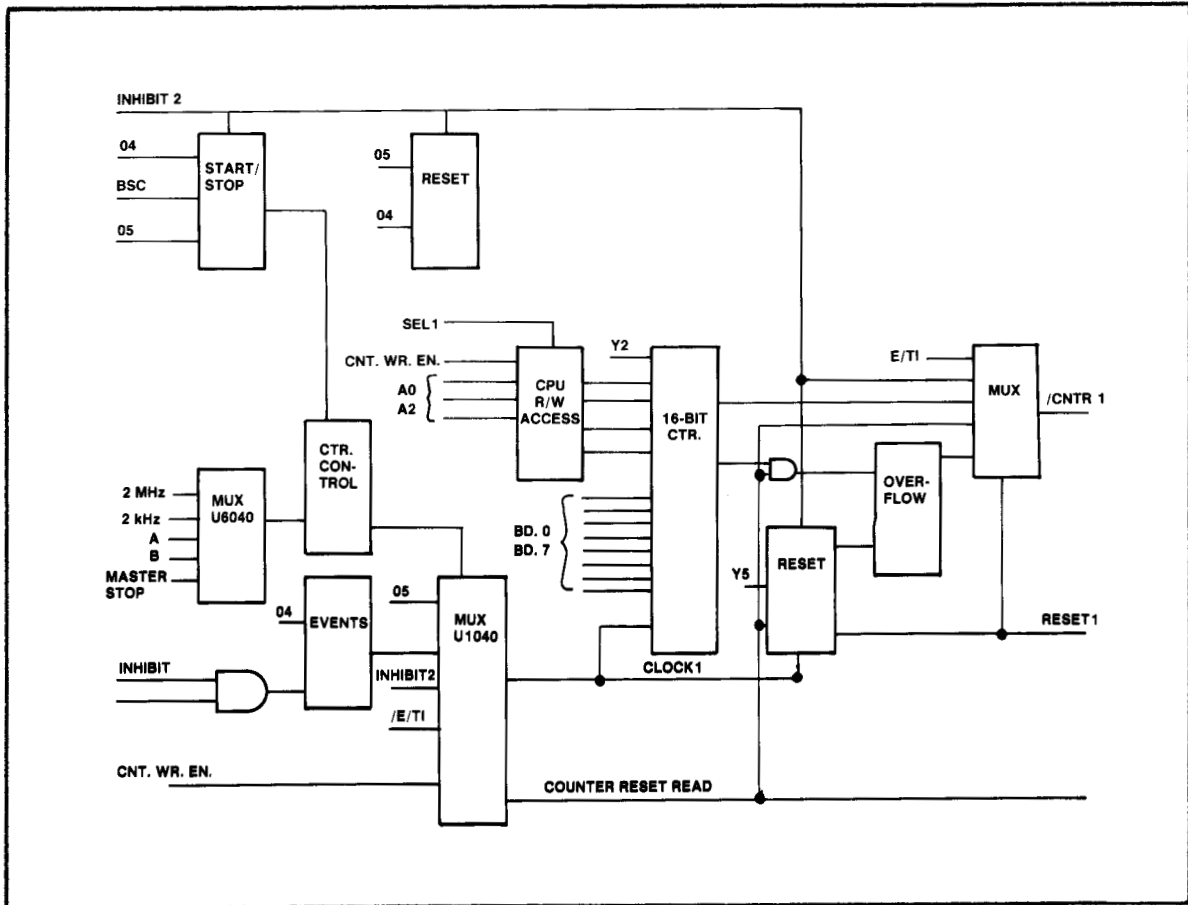 INHIBIT 2
04
BSC
05
START/
STOP
05
04
RESET
SEL1
CNT. WR. EN.
A0
A2
CPU
R/W
ACCESS
Y2
16-BIT
CTR.
BD. 0
BD. 7
E/TI
MUX
/CNTR 1
OVER-
FLOW
Y5
RESET
RESET1
CTR.
CON-
TROL
2 MHz
2 kHz
A
B
MASTER
STOP
MUX
U6040
04
EVENTS
INHIBIT
05
INHIBIT2
/E/TI
MUX
U1040
CLOCK1
CNT. WR. EN.
COUNTER RESET READ